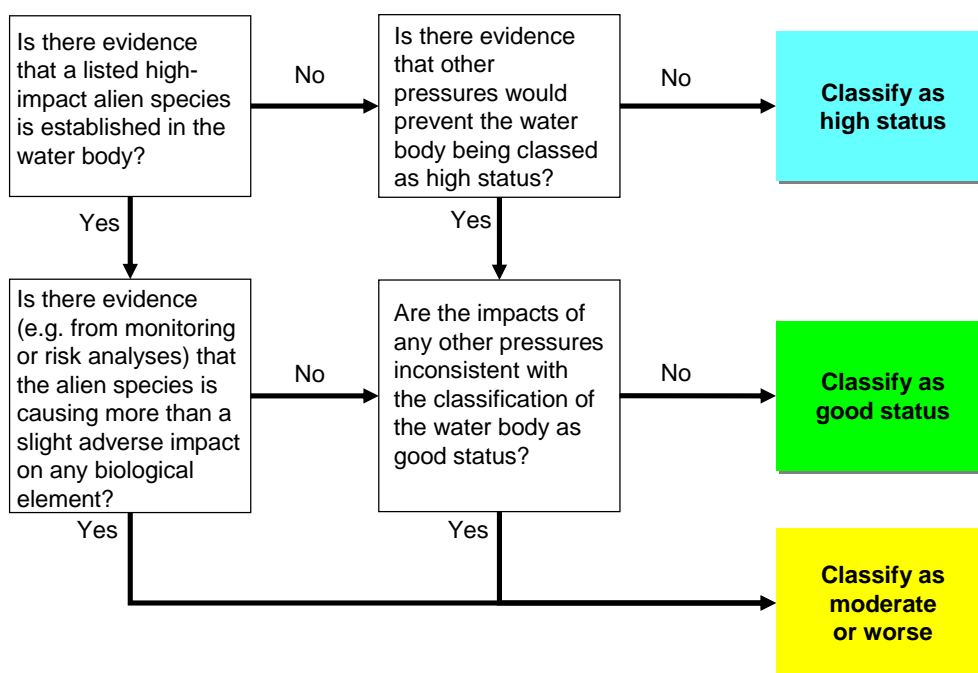 Is there evidence
that a listed high-
impact alien species
is established in the
water body?
No
Is there evidence
that other
pressures would
prevent the water
body being classed
as high status?
No
Classify as
high status
Yes
Yes
Is there evidence
(e.g. from monitoring
or risk analyses) that
the alien species is
causing more than a
slight adverse impact
on any biological
element?
No
Are the impacts of
any other pressures
inconsistent with
the classification of
the water body as
good status?
No
Classify as
good status
Yes
Yes
Classify as
moderate
or worse